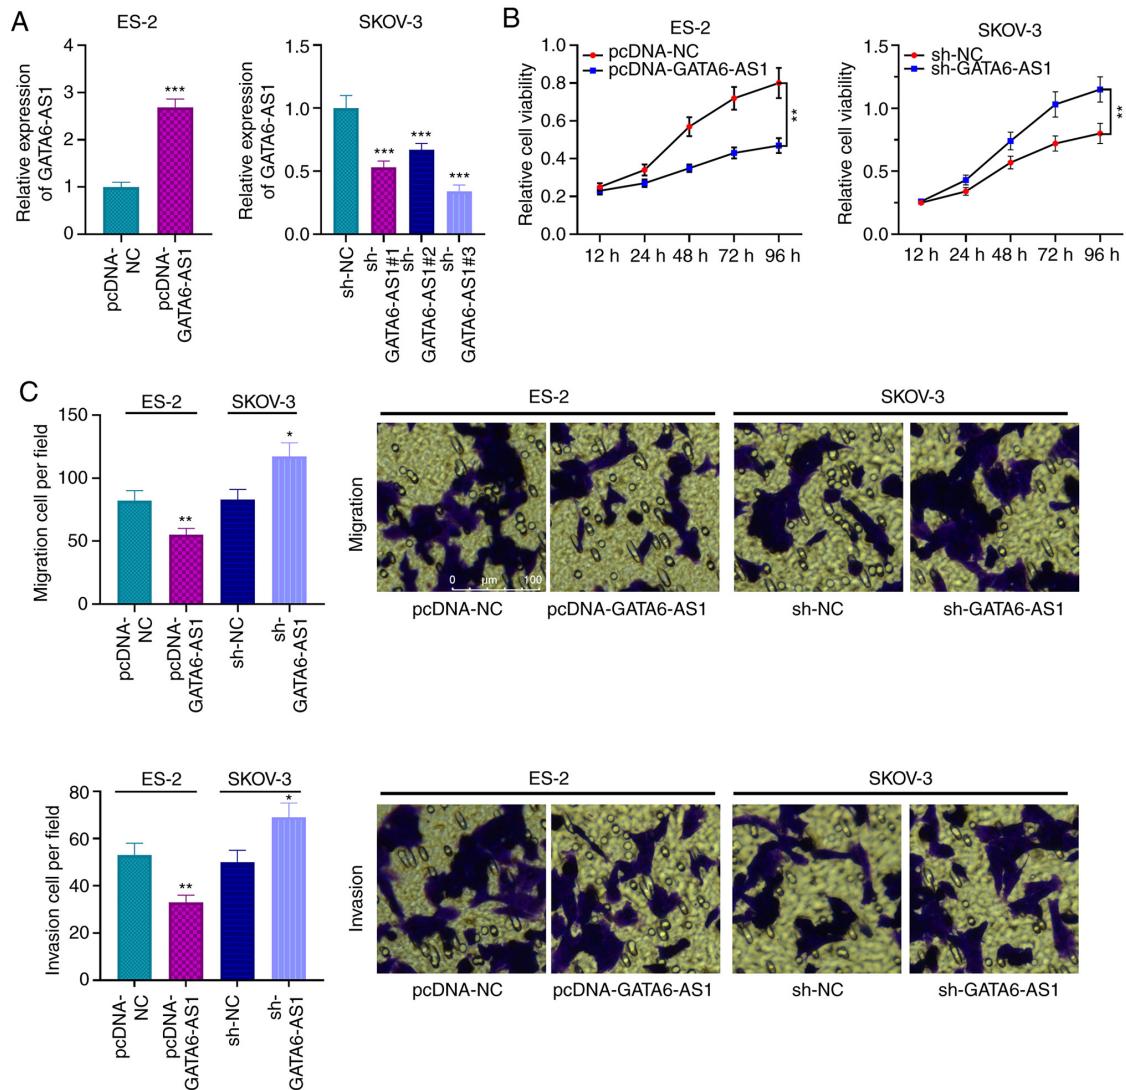 A
ES-2
Relative expression
of GATA6-AS1
4
3
2
1
0
***
pcDNA-
NC
pcDNA-
GATA6-AS1
SKOV-3
Relative expression
of GATA6-AS1
1.5
1.0
0.5
0.0
***
***
***
sh-NC
sh-
GATA6-AS1#1
sh-
GATA6-AS1#2
sh-
GATA6-AS1#3
B
ES-2
pcDNA-NC
pcDNA-GATA6-AS1
Relative cell viability
1.0
0.8
0.6
0.4
0.2
0.0
**
12 h 24 h 48 h 72 h 96 h
SKOV-3
sh-NC
sh-GATA6-AS1
Relative cell viability
1.5
1.0
0.5
0.0
**
12 h 24 h 48 h 72 h 96 h
C
ES-2 SKOV-3
Migration cell per field
150
100
50
0
**
*
pcDNA-
NC
pcDNA-
GATA6-AS1
sh-NC
sh-
GATA6-AS1
ES-2 SKOV-3
Migration
0 µm 100
pcDNA-NC pcDNA-GATA6-AS1 sh-NC sh-GATA6-AS1
ES-2 SKOV-3
Invasion cell per field
80
60
40
20
0
**
*
pcDNA-
NC
pcDNA-
GATA6-AS1
sh-NC
sh-
GATA6-AS1
ES-2 SKOV-3
Invasion
pcDNA-NC pcDNA-GATA6-AS1 sh-NC sh-GATA6-AS1